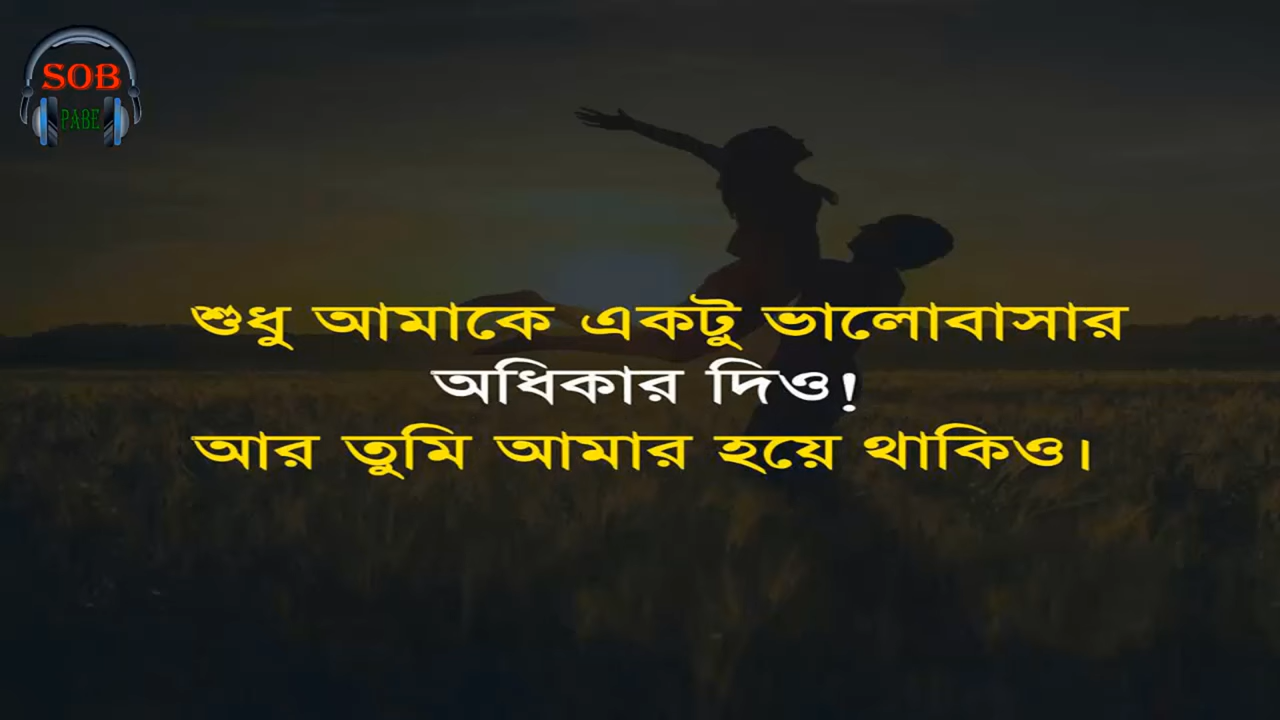 SOB
PABE
শুধু আমাকে একটু ভালোবাসার
অধিকার দিও!
আর তুমি আমার হয়ে থাকিও।